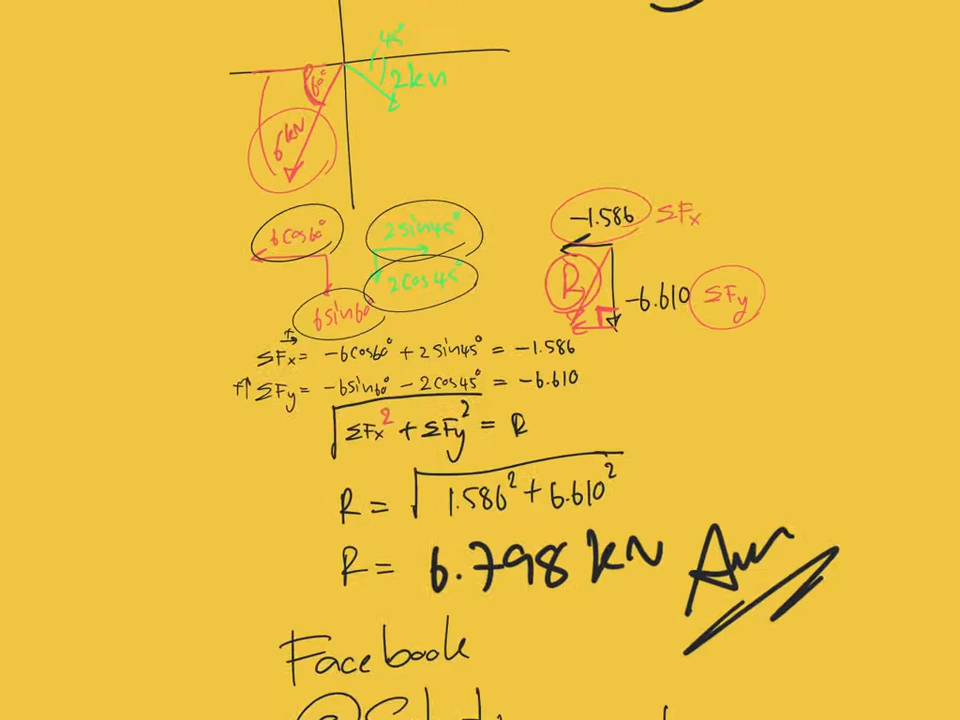 45°
60°
2kn
6kN
6cos60°
2sin45°
2cos45°
6sin60
-1.586 ΣFx
R
-6.610 ΣFy
ΣFx = -6cos60° + 2sin45° = -1.586
ΣFy = -6sin60° - 2cos45° = -6.610
√ΣFx² + ΣFy² = R
R = √1.586² + 6.610²
R = 6.798 kN
Facebook